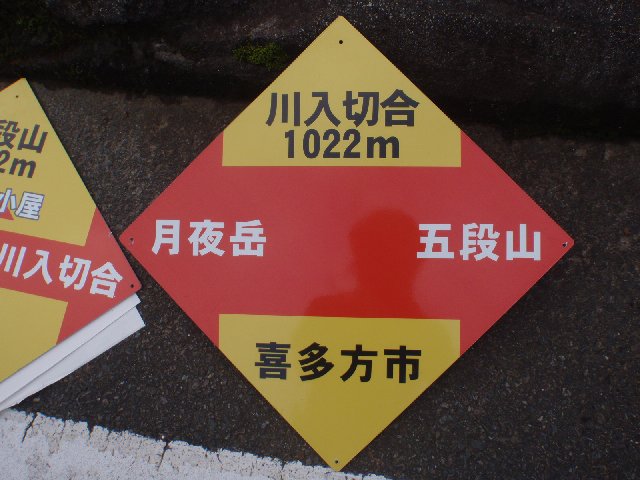 川入切合
1022m
月夜岳 五段山
喜多方市
段山
2m
小屋
川入切合